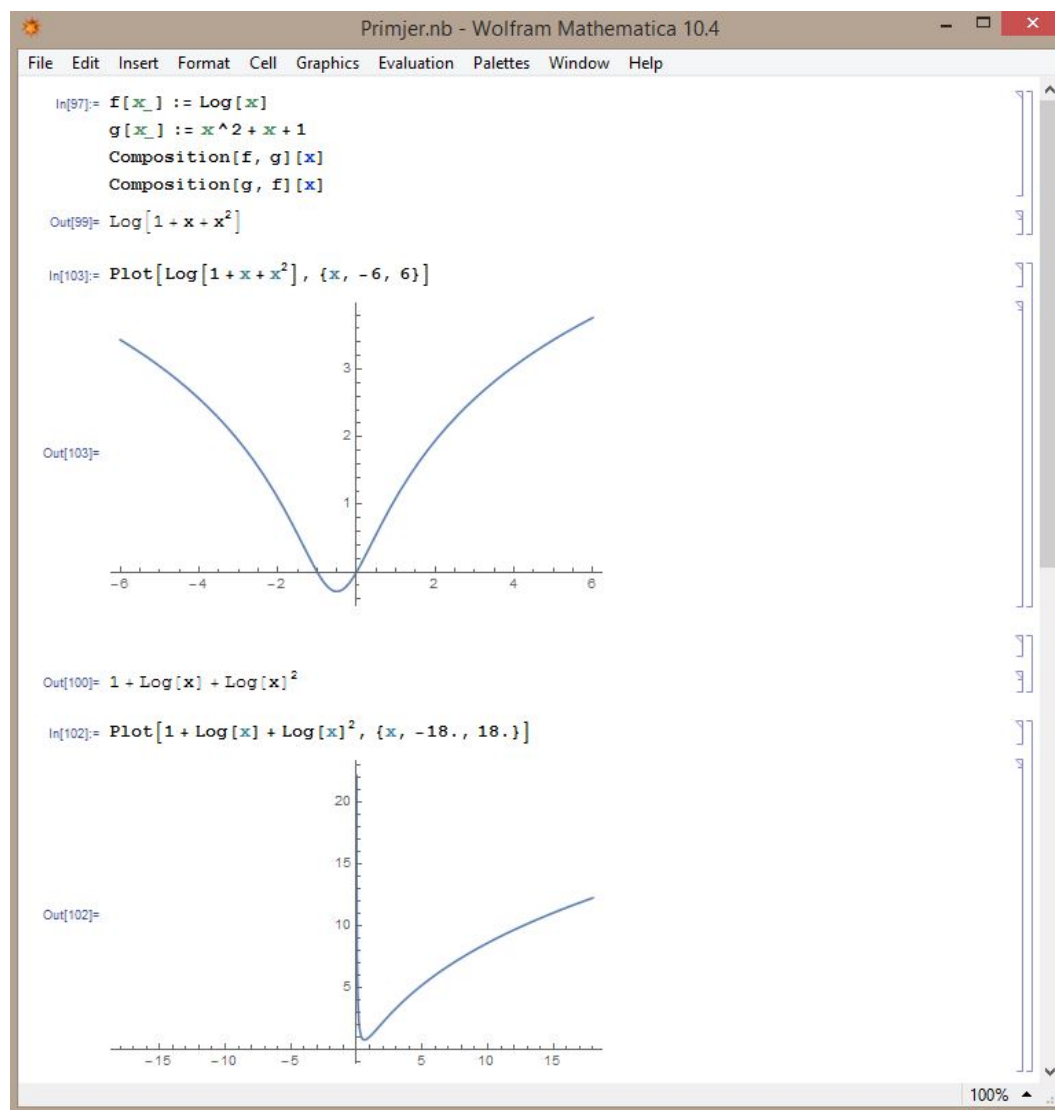 Primjer.nb - Wolfram Mathematica 10.4
File Edit Insert Format Cell Graphics Evaluation Palettes Window Help
In[97]:= f[x_] := Log[x]
g[x_] := x^2 + x + 1
Composition[f, g][x]
Composition[g, f][x]
Out[99]= Log[1 + x + x²]
In[103]:= Plot[Log[1 + x + x²], {x, -6, 6}]
3
2
1
-6 -4 -2 2 4 6
Out[103]=
Out[100]= 1 + Log[x] + Log[x]²
In[102]:= Plot[1 + Log[x] + Log[x]², {x, -18., 18.}]
20
15
10
5
-15 -10 -5 5 10 15
Out[102]=
100%